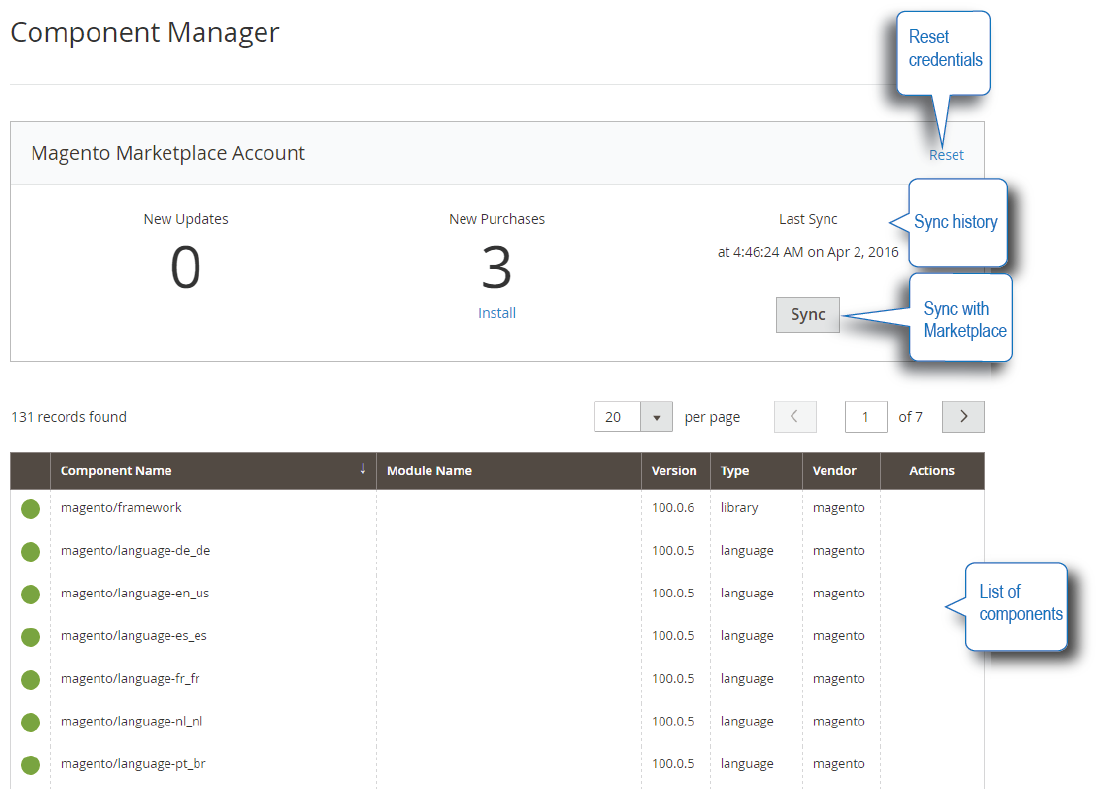 Component Manager
Reset
credentials
Magento Marketplace Account
Reset
New Updates
New Purchases
Last Sync
Sync history
0
3
at 4:46:24 AM on Apr 2, 2016
Install
Sync
Sync with
Marketplace
131 records found
20
per page
1
of 7
Component Name ↓ Module Name Version Type Vendor Actions
magento/framework 100.0.6 library magento
magento/language-de_de 100.0.5 language magento
magento/language-en_us 100.0.5 language magento
List of
components
magento/language-es_es 100.0.5 language magento
magento/language-fr_fr 100.0.5 language magento
magento/language-nl_nl 100.0.5 language magento
magento/language-pt_br 100.0.5 language magento